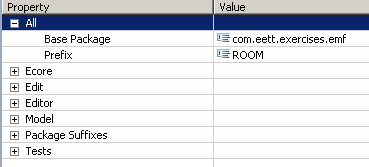 Property Value
All
Base Package com.eett.exercises.emf
Prefix ROOM
Ecore
Edit
Editor
Model
Package Suffixes
Tests